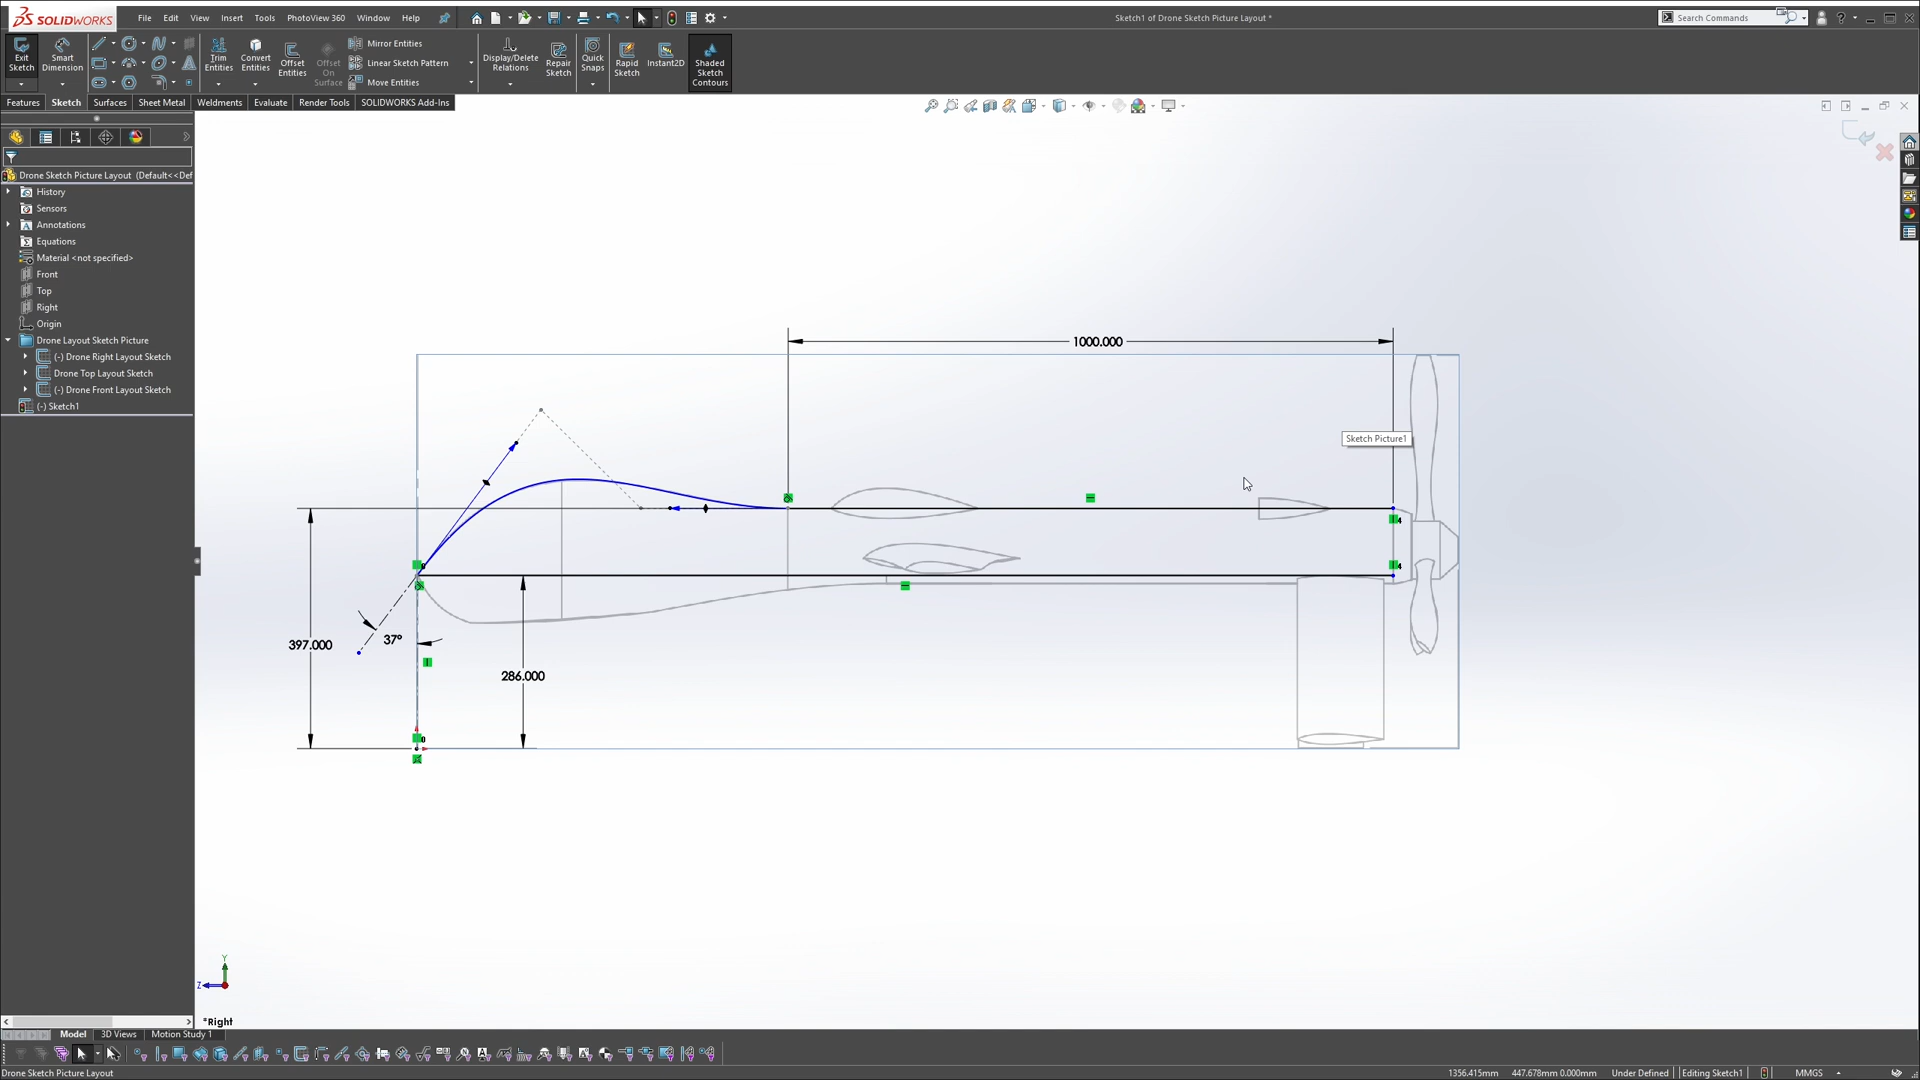 SOLIDWORKS File Edit View Insert Tools PhotoView 360 Window Help Sketch1 of Drone Sketch Picture Layout * Search Commands
Exit Sketch
Smart Dimension
Trim Entities
Convert Entities
Offset Entities
Offset On Surface
Mirror Entities
Linear Sketch Pattern
Move Entities
Display/Delete Relations
Repair Sketch
Quick Snaps
Rapid Sketch
Instant2D
Shaded Sketch Contours
Features Sketch Surfaces Sheet Metal Weldments Evaluate Render Tools SOLIDWORKS Add-Ins
Drone Sketch Picture Layout (Default<<Def
History
Sensors
Annotations
Equations
Material <not specified>
Front
Top
Right
Origin
Drone Layout Sketch Picture
(-) Drone Right Layout Sketch
Drone Top Layout Sketch
(-) Drone Front Layout Sketch
(-) Sketch1
1000.000
Sketch Picture1
4
4
0
397.000
37°
286.000
0
Y
Z
*Right
Model 3D Views Motion Study 1
Drone Sketch Picture Layout 1356.415mm 447.678mm 0.000mm Under Defined Editing Sketch1 MMGS